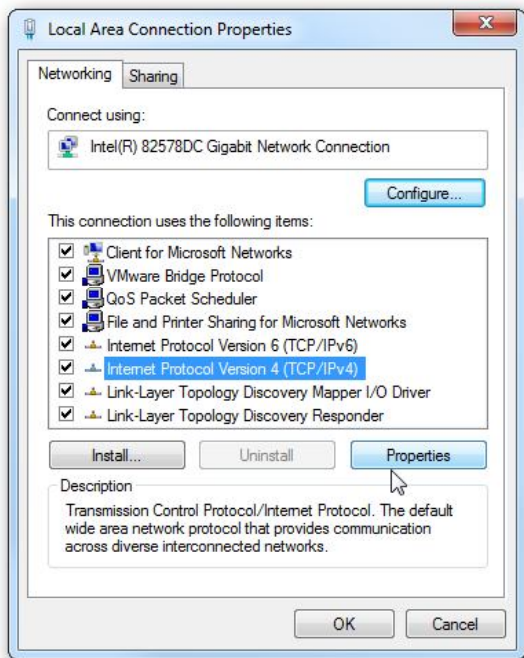 Local Area Connection Properties
Networking
Sharing
Connect using:
Intel(R) 82578DC Gigabit Network Connection
Configure...
This connection uses the following items:
Client for Microsoft Networks
VMware Bridge Protocol
QoS Packet Scheduler
File and Printer Sharing for Microsoft Networks
Internet Protocol Version 6 (TCP/IPv6)
Internet Protocol Version 4 (TCP/IPv4)
Link-Layer Topology Discovery Mapper I/O Driver
Link-Layer Topology Discovery Responder
Install...
Uninstall
Properties
Description
Transmission Control Protocol/Internet Protocol. The default
wide area network protocol that provides communication
across diverse interconnected networks.
OK
Cancel